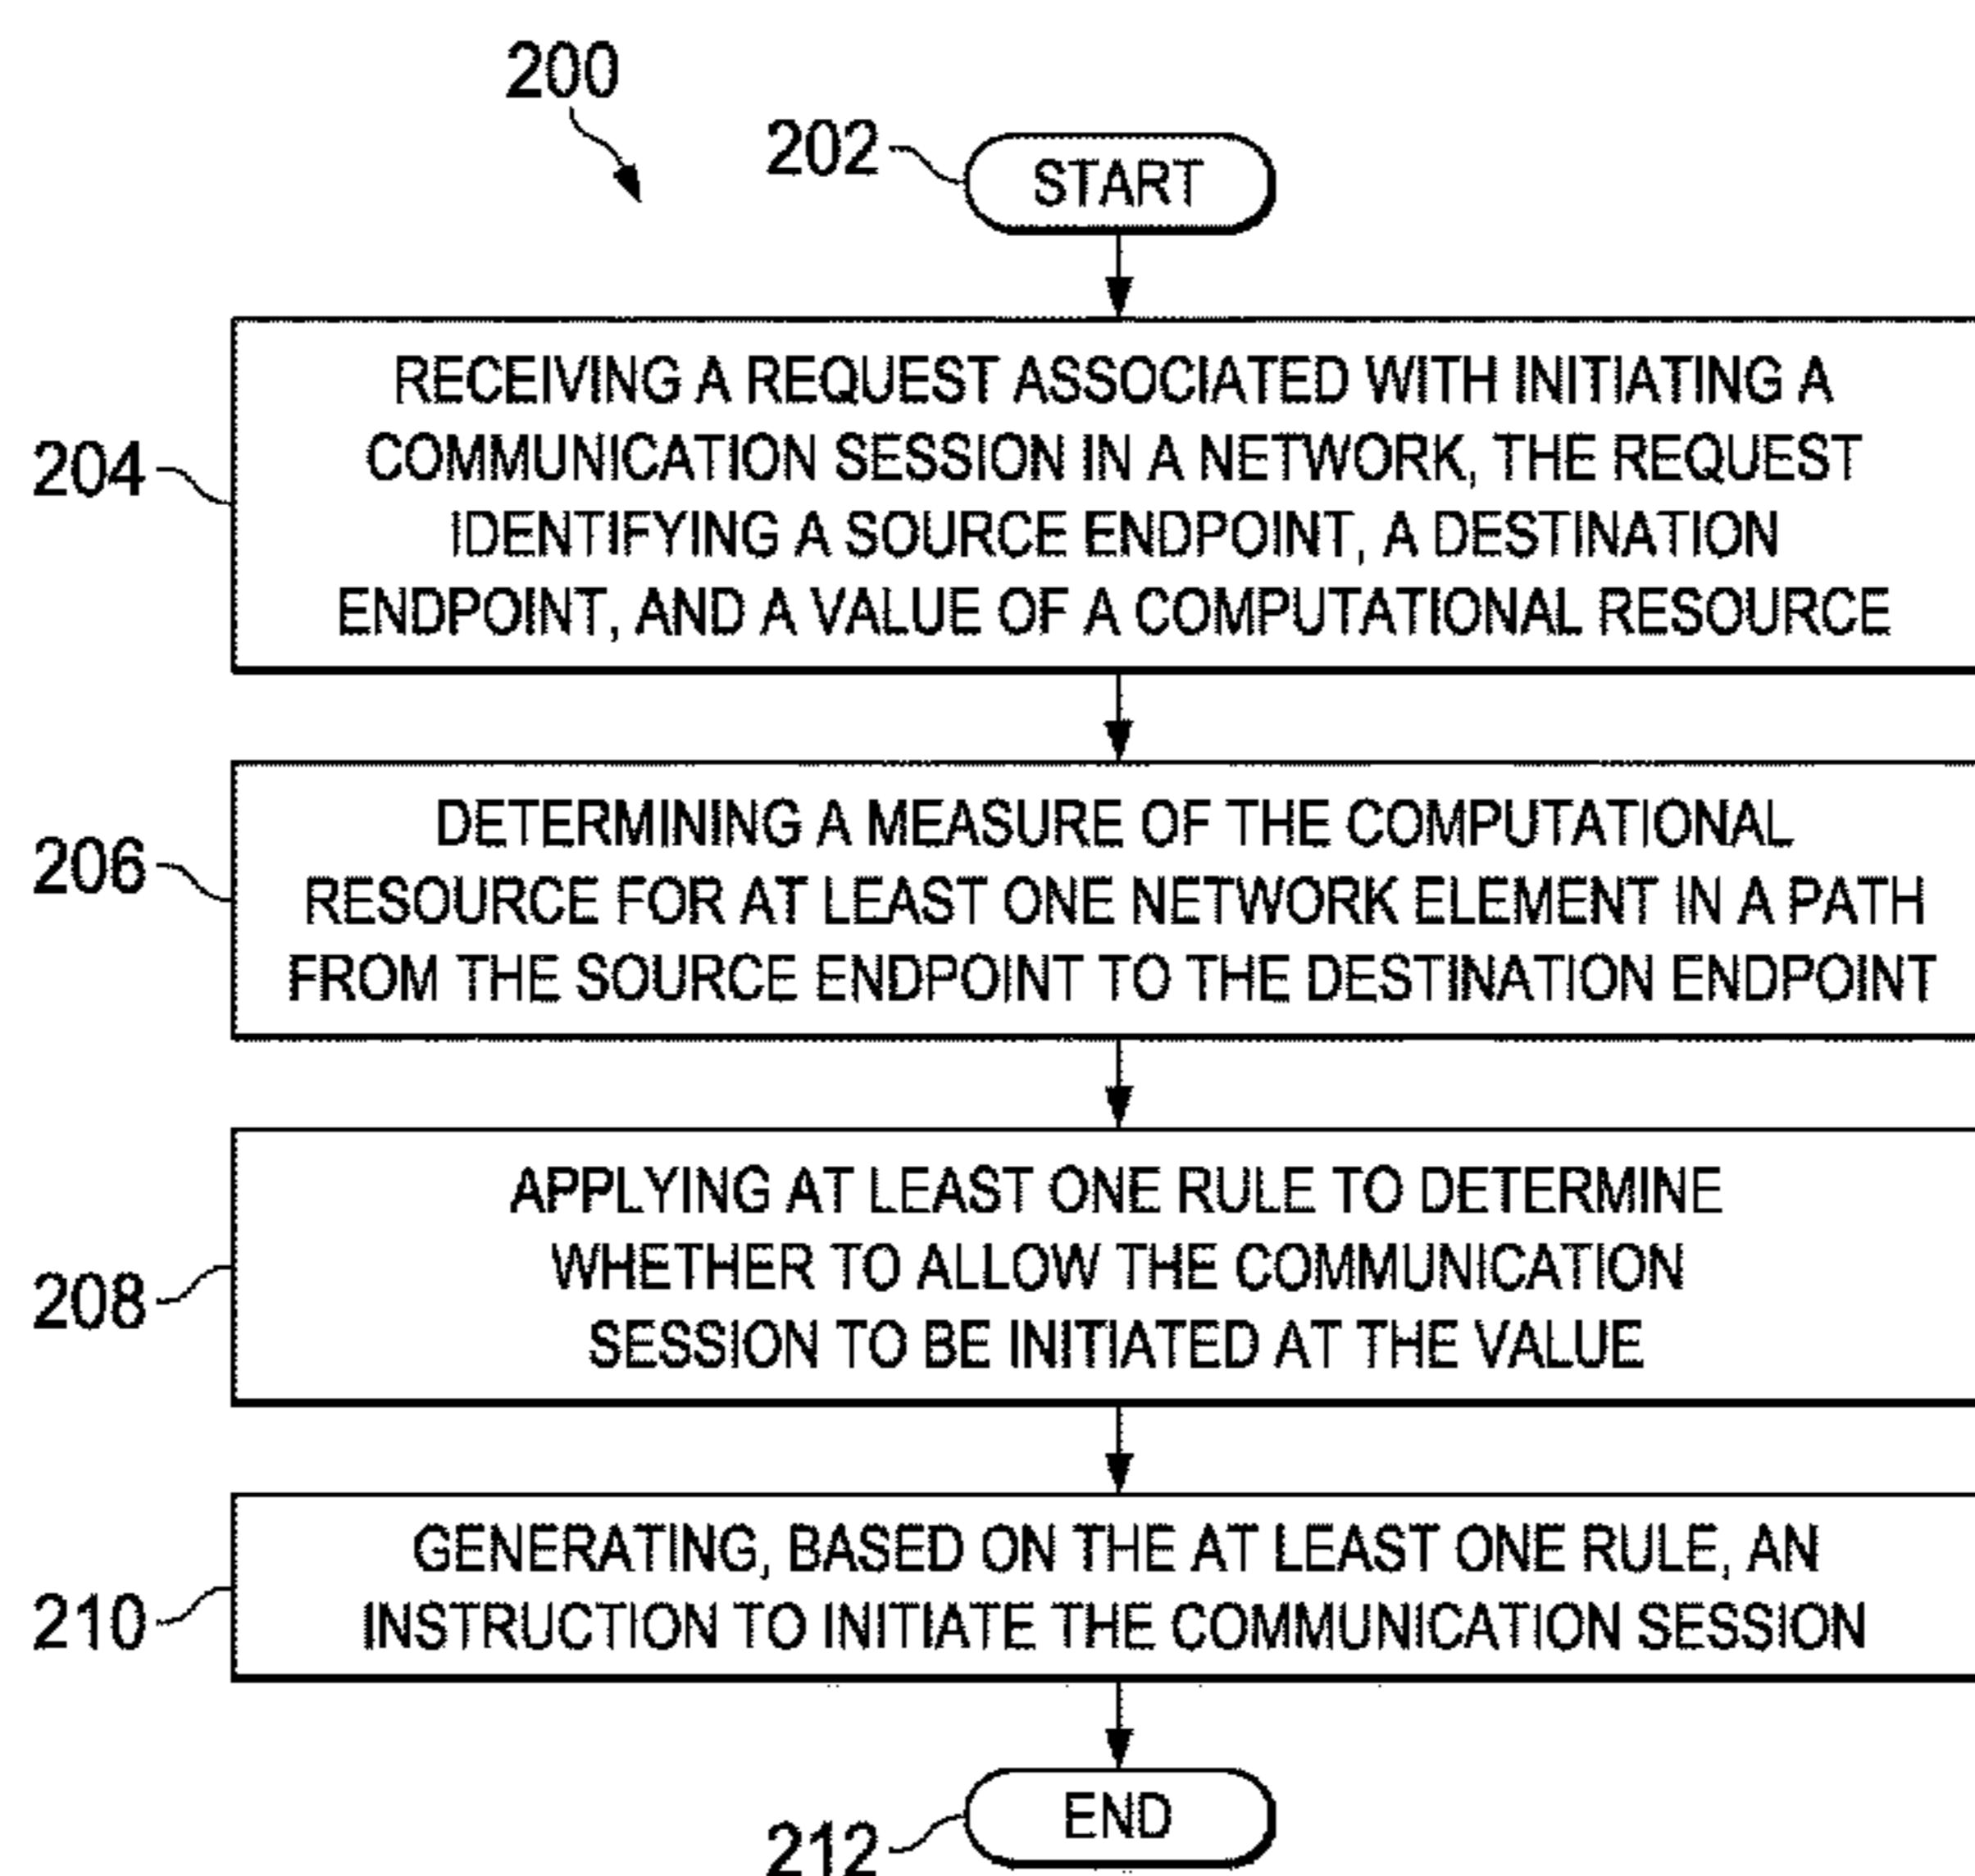 200
202
START
204
RECEIVING A REQUEST ASSOCIATED WITH INITIATING A
COMMUNICATION SESSION IN A NETWORK, THE REQUEST
IDENTIFYING A SOURCE ENDPOINT, A DESTINATION
ENDPOINT, AND A VALUE OF A COMPUTATIONAL RESOURCE
206
DETERMINING A MEASURE OF THE COMPUTATIONAL
RESOURCE FOR AT LEAST ONE NETWORK ELEMENT IN A PATH
FROM THE SOURCE ENDPOINT TO THE DESTINATION ENDPOINT
208
APPLYING AT LEAST ONE RULE TO DETERMINE
WHETHER TO ALLOW THE COMMUNICATION
SESSION TO BE INITIATED AT THE VALUE
210
GENERATING, BASED ON THE AT LEAST ONE RULE, AN
INSTRUCTION TO INITIATE THE COMMUNICATION SESSION
212
END